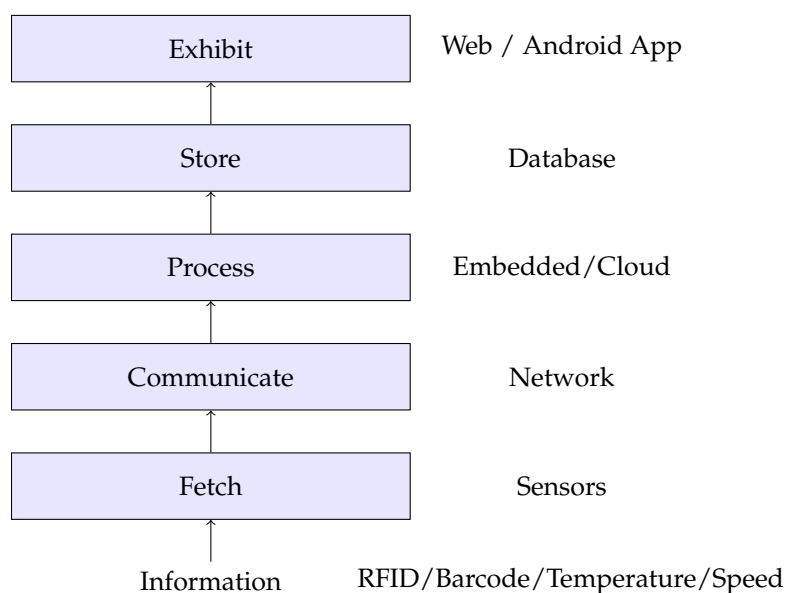 Exhibit
Web / Android App
Store
Database
Process
Embedded/Cloud
Communicate
Network
Fetch
Sensors
Information
RFID/Barcode/Temperature/Speed